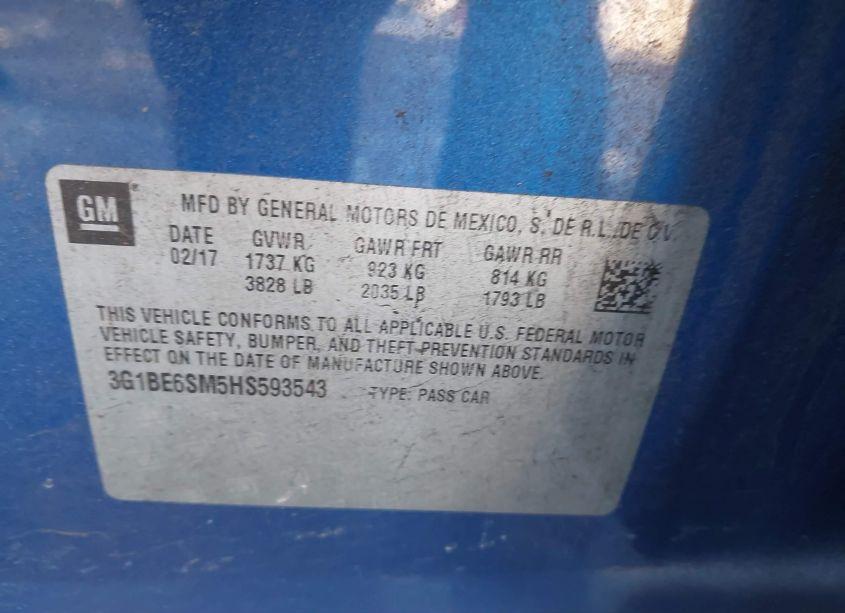 GM MFD BY GENERAL MOTORS DE MEXICO, S. DE R.L. DE C.V.
DATE GVWR GAWR FRT GAWR RR
02/17 1737 KG 923 KG 814 KG
3828 LB 2035 LB 1793 LB
THIS VEHICLE CONFORMS TO ALL APPLICABLE U.S. FEDERAL MOTOR
VEHICLE SAFETY, BUMPER, AND THEFT PREVENTION STANDARDS IN
EFFECT ON THE DATE OF MANUFACTURE SHOWN ABOVE.
3G1BE6SM5HS593543 TYPE: PASS CAR